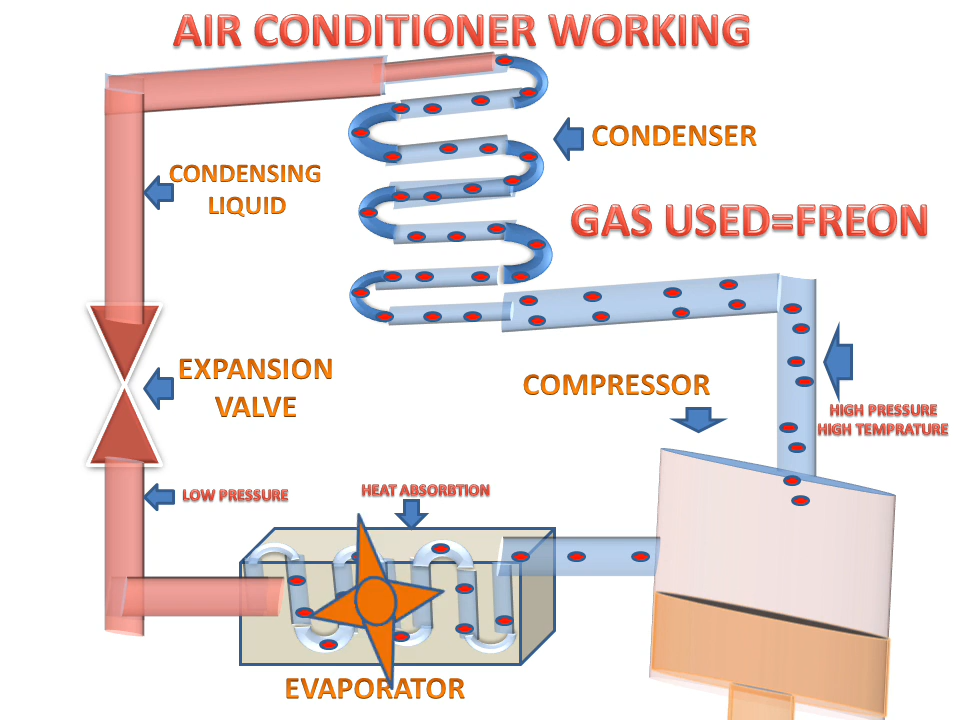 AIR CONDITIONER WORKING
CONDENSER
CONDENSING
LIQUID
GAS USED=FREON
EXPANSION
VALVE
COMPRESSOR
HIGH PRESSURE
HIGH TEMPRATURE
LOW PRESSURE
HEAT ABSORBTION
EVAPORATOR